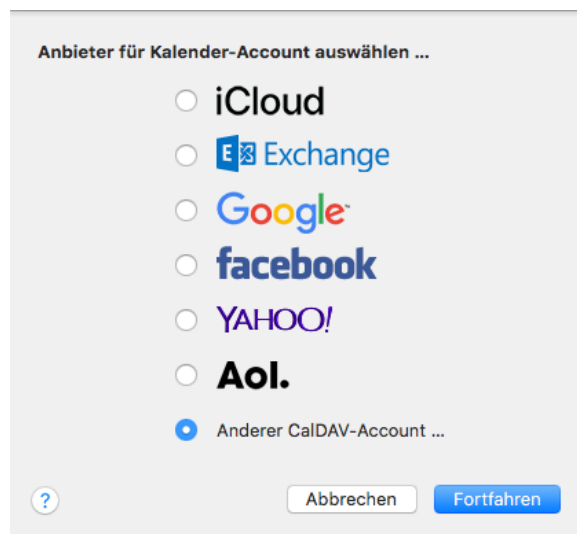 Anbieter für Kalender-Account auswählen ...
iCloud
E Exchange
Google
facebook
YAHOO!
Aol.
Anderer CalDAV-Account ...
? Abbrechen Fortfahren